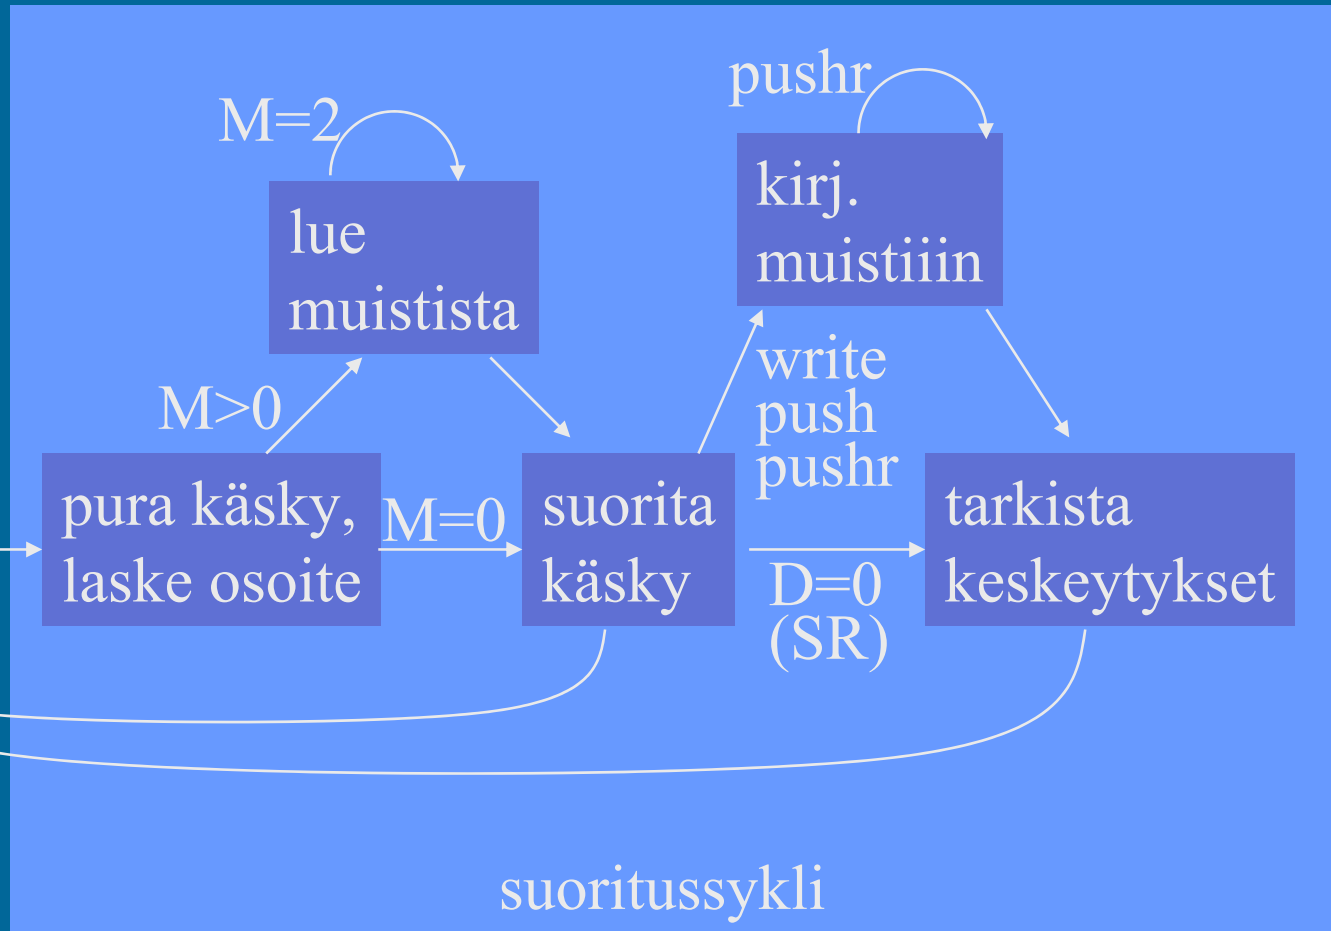 pushr
M=2
kirj.
muistiiin
lue
muistista
write
push
pushr
M>0
pura käsky,
laske osoite
M=0
suorita
käsky
D=0
(SR)
tarkista
keskeytykset
suoritussykli